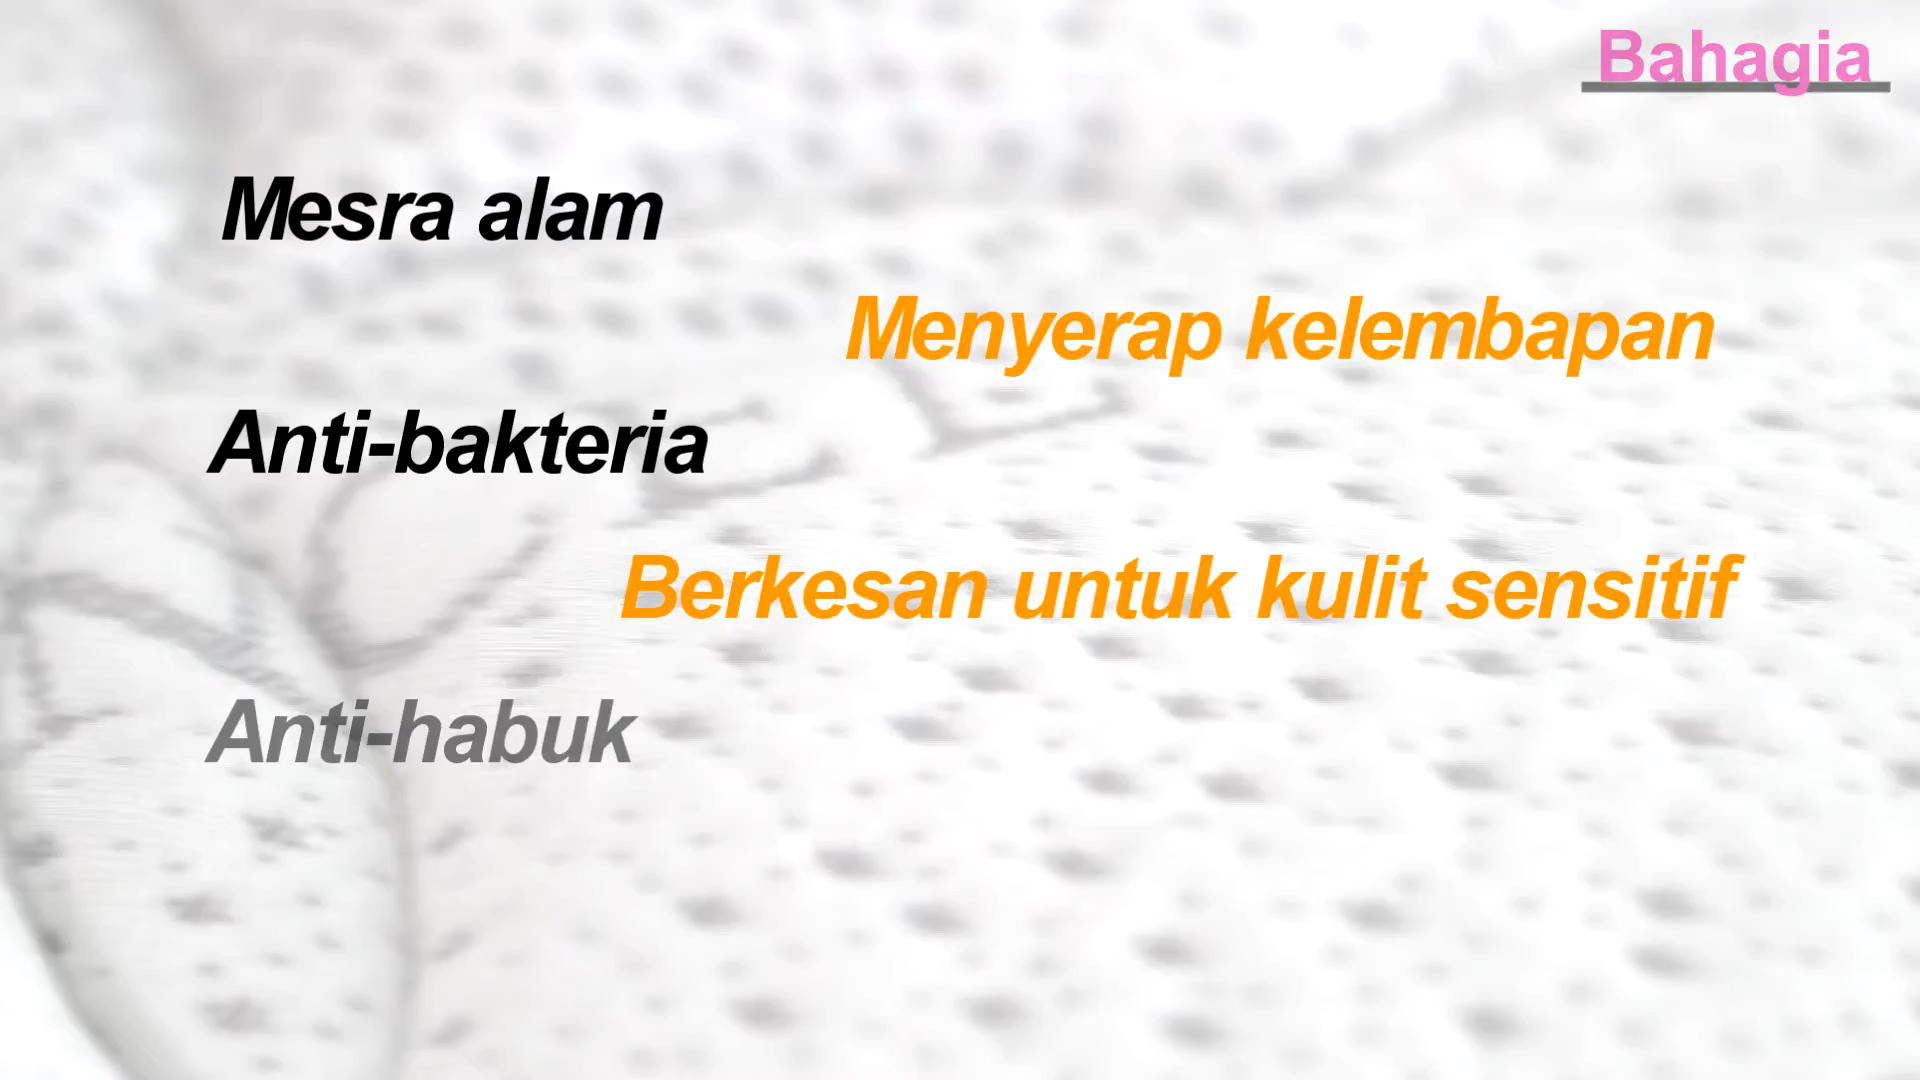 Bahagia
Mesra alam
Menyerap kelembapan
Anti-bakteria
Berkesan untuk kulit sensitif
Anti-habuk